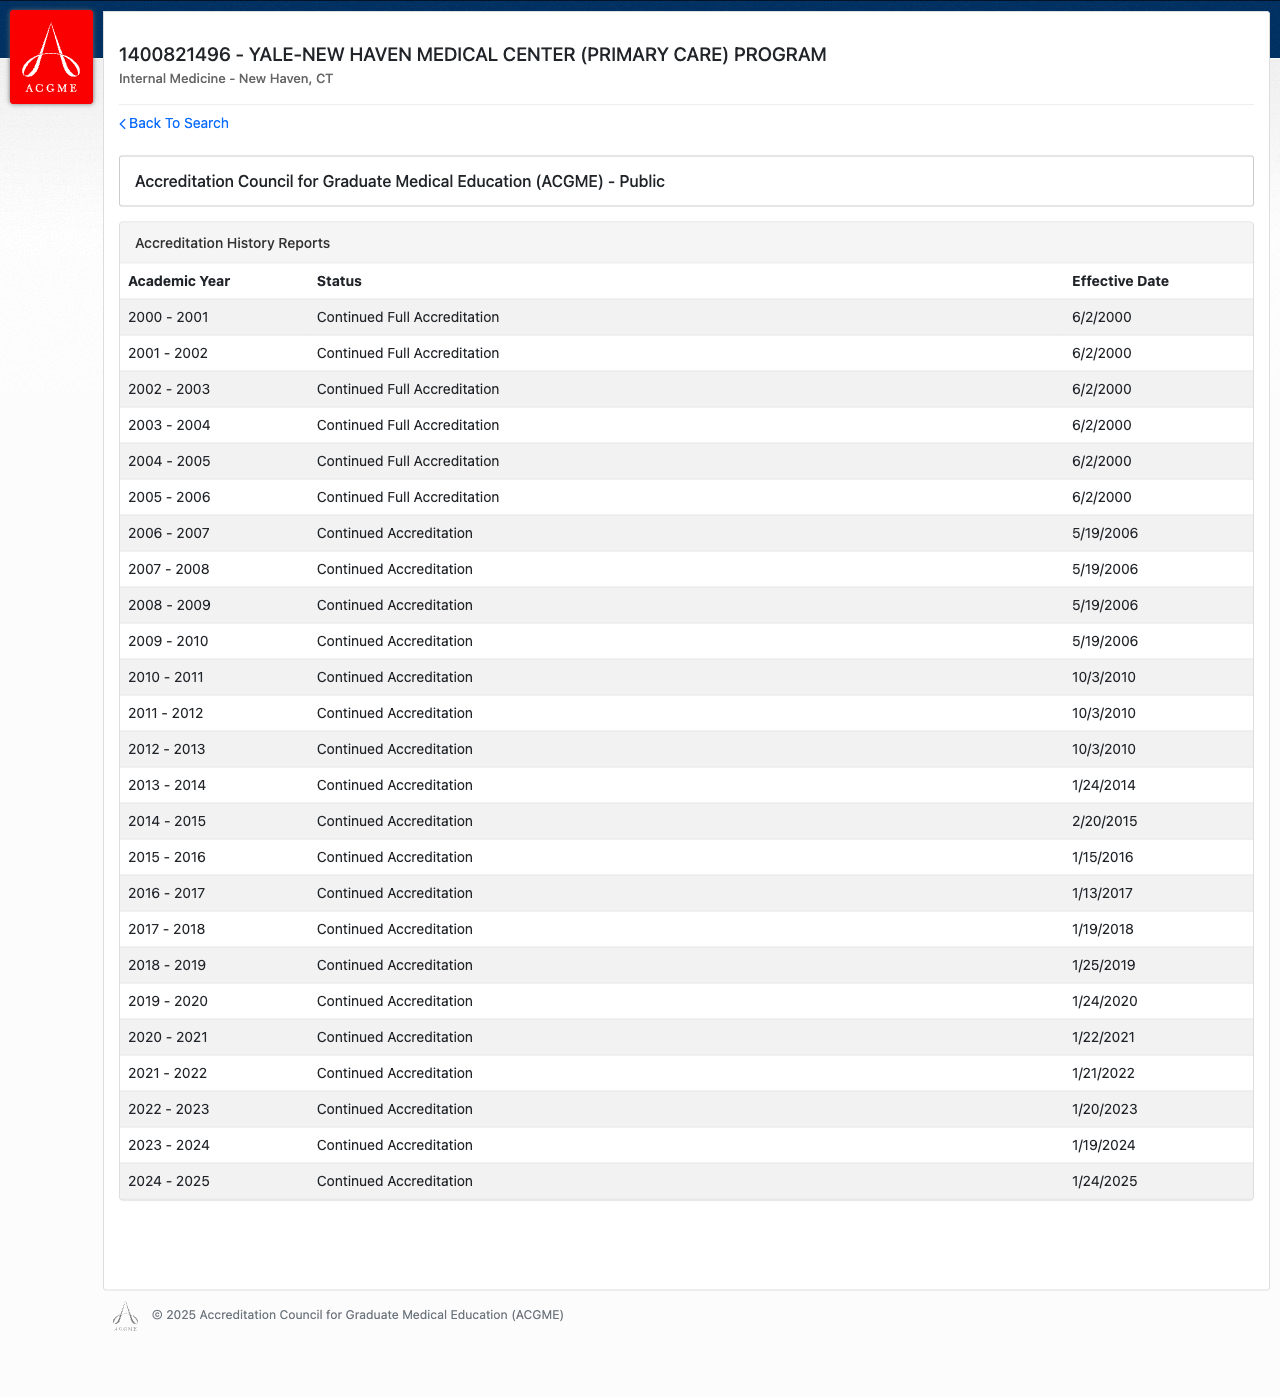 ACGME
1400821496 - YALE-NEW HAVEN MEDICAL CENTER (PRIMARY CARE) PROGRAM
Internal Medicine - New Haven, CT
Back To Search
Accreditation Council for Graduate Medical Education (ACGME) - Public
Accreditation History Reports
Academic Year Status Effective Date
2000 - 2001 Continued Full Accreditation 6/2/2000
2001 - 2002 Continued Full Accreditation 6/2/2000
2002 - 2003 Continued Full Accreditation 6/2/2000
2003 - 2004 Continued Full Accreditation 6/2/2000
2004 - 2005 Continued Full Accreditation 6/2/2000
2005 - 2006 Continued Full Accreditation 6/2/2000
2006 - 2007 Continued Accreditation 5/19/2006
2007 - 2008 Continued Accreditation 5/19/2006
2008 - 2009 Continued Accreditation 5/19/2006
2009 - 2010 Continued Accreditation 5/19/2006
2010 - 2011 Continued Accreditation 10/3/2010
2011 - 2012 Continued Accreditation 10/3/2010
2012 - 2013 Continued Accreditation 10/3/2010
2013 - 2014 Continued Accreditation 1/24/2014
2014 - 2015 Continued Accreditation 2/20/2015
2015 - 2016 Continued Accreditation 1/15/2016
2016 - 2017 Continued Accreditation 1/13/2017
2017 - 2018 Continued Accreditation 1/19/2018
2018 - 2019 Continued Accreditation 1/25/2019
2019 - 2020 Continued Accreditation 1/24/2020
2020 - 2021 Continued Accreditation 1/22/2021
2021 - 2022 Continued Accreditation 1/21/2022
2022 - 2023 Continued Accreditation 1/20/2023
2023 - 2024 Continued Accreditation 1/19/2024
2024 - 2025 Continued Accreditation 1/24/2025
ACGME © 2025 Accreditation Council for Graduate Medical Education (ACGME)